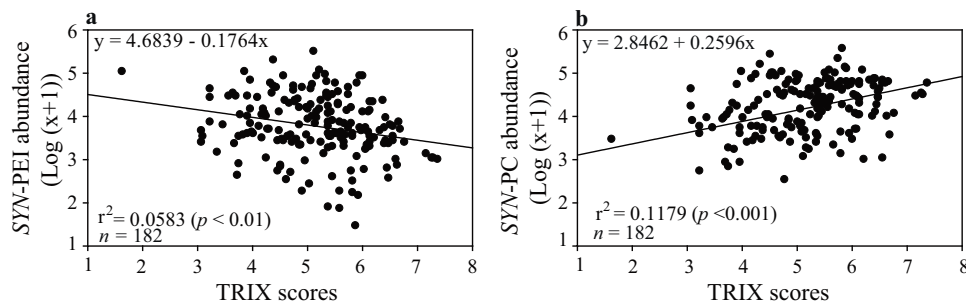 a
y = 4.6839 - 0.1764x
SYN-PEI abundance
(Log (x+1))
6
5
4
3
2
1
r² = 0.0583 (p < 0.01)
n = 182
1 2 3 4 5 6 7 8
TRIX scores
b
y = 2.8462 + 0.2596x
SYN-PC abundance
(Log (x+1))
6
5
4
3
2
1
r² = 0.1179 (p <0.001)
n = 182
1 2 3 4 5 6 7 8
TRIX scores